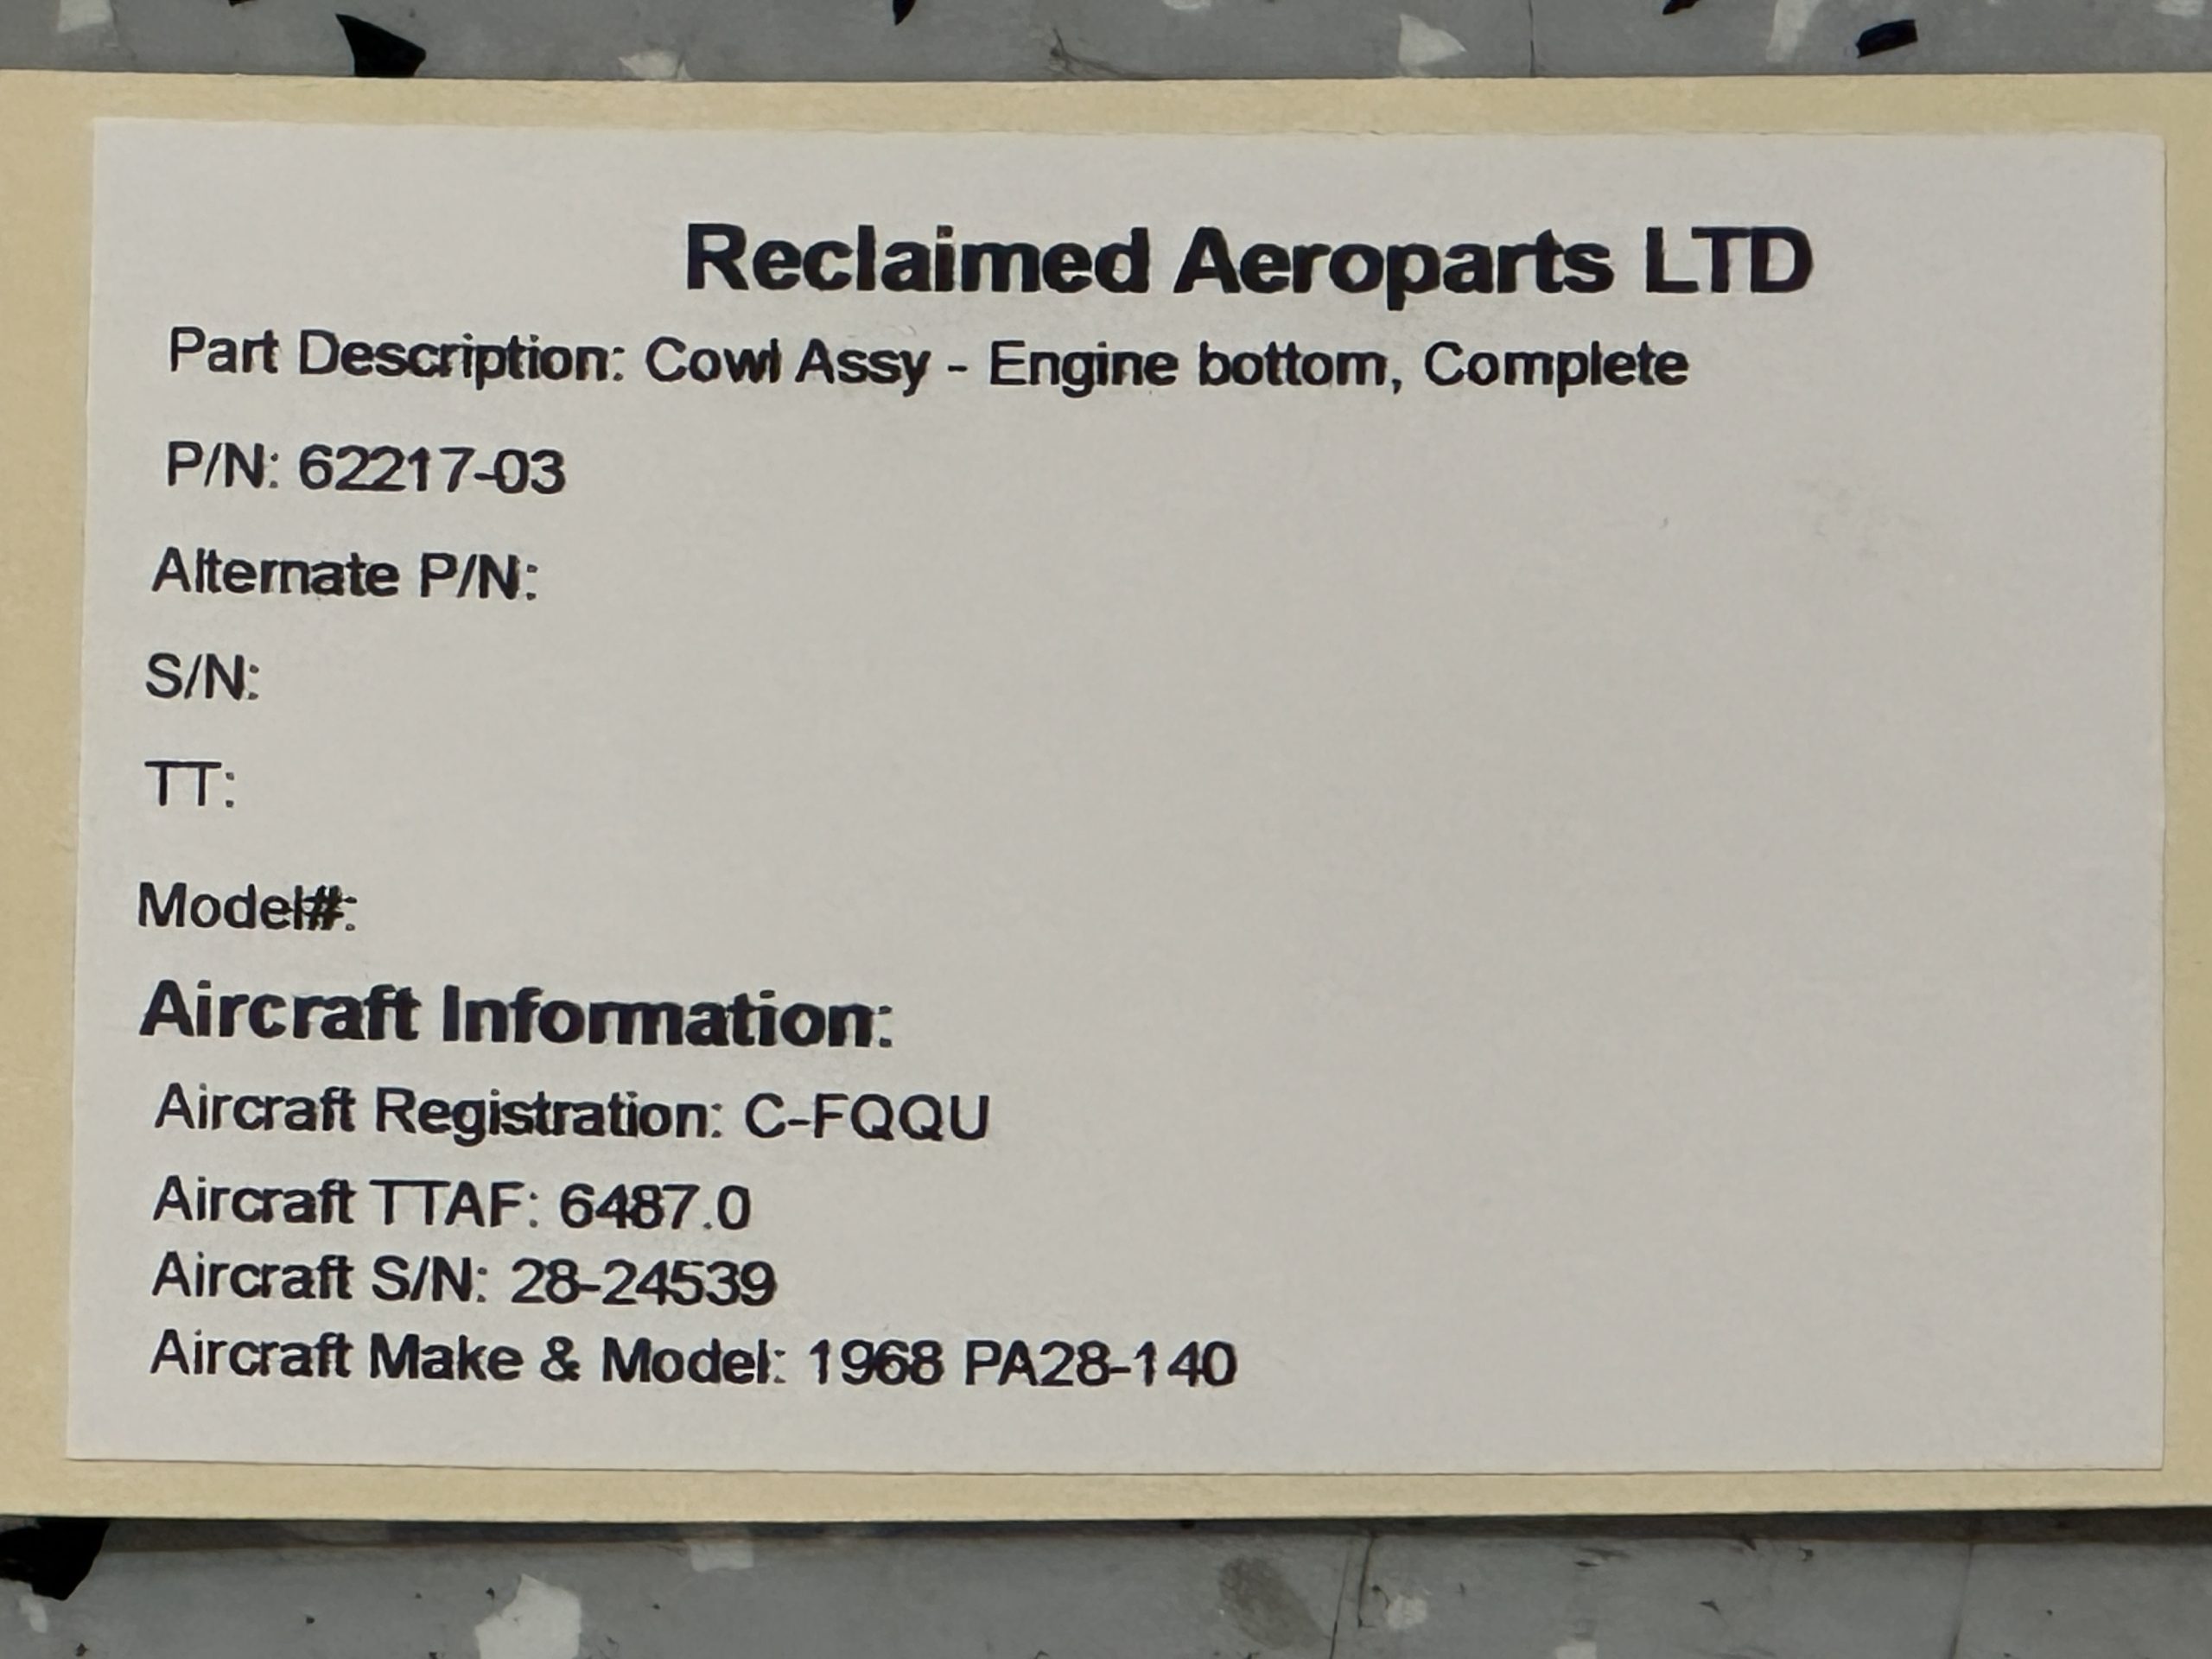 Reclaimed Aeroparts LTD
Part Description: Cowl Assy - Engine bottom, Complete
P/N: 62217-03
Alternate P/N:
S/N:
TT:
Model#:
Aircraft Information:
Aircraft Registration: C-FQQU
Aircraft TTAF: 6487.0
Aircraft S/N: 28-24539
Aircraft Make & Model: 1968 PA28-140